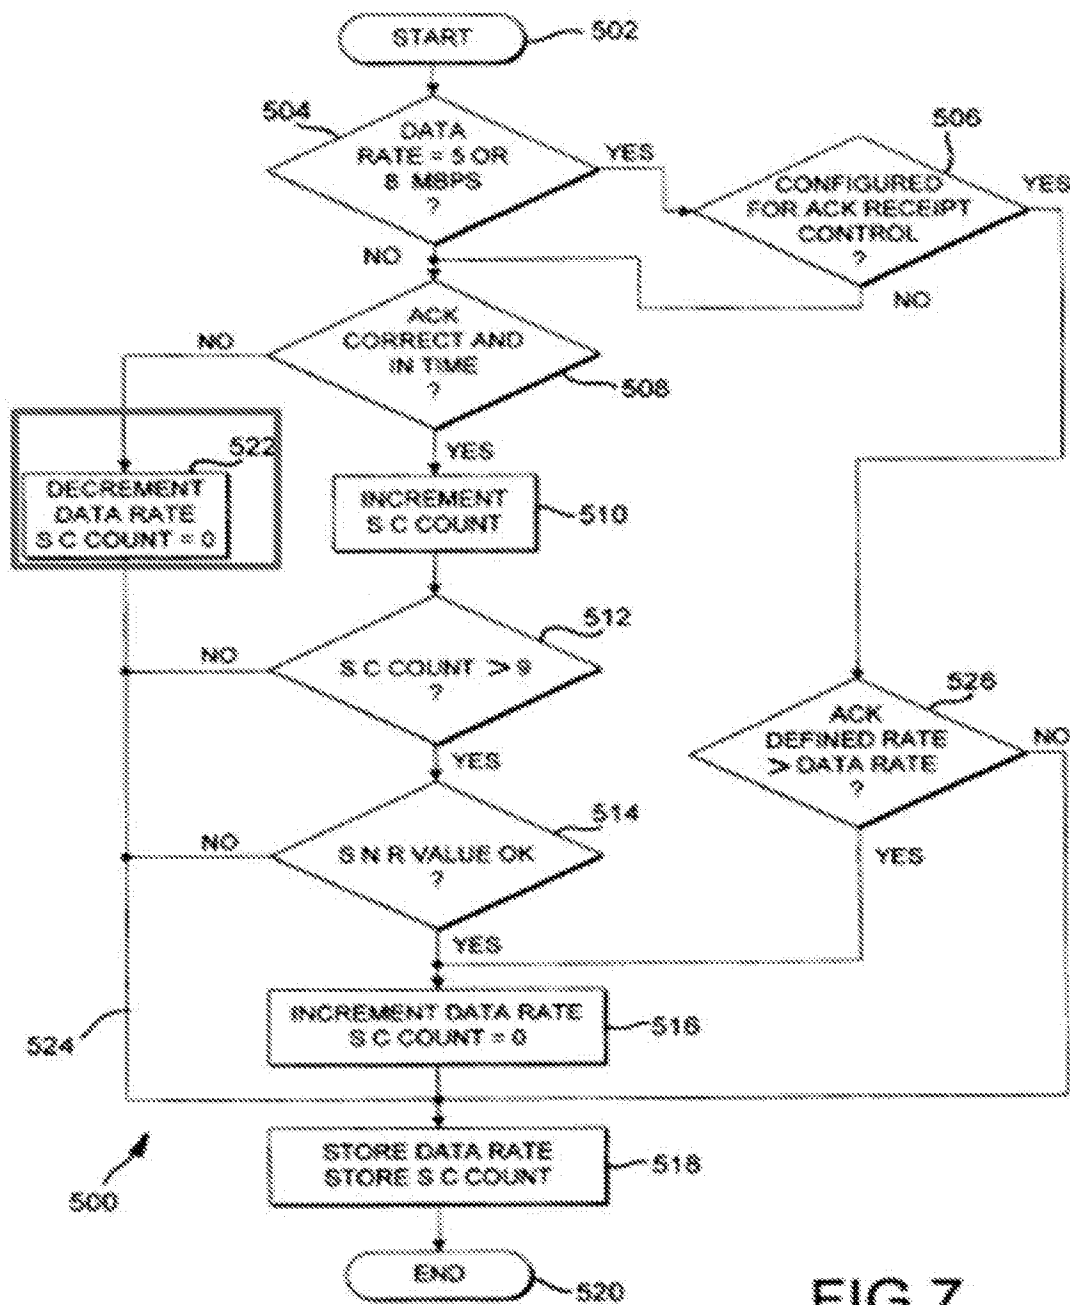 START
502
504
DATA
RATE = 5 OR
8 MBPS
?
YES
NO
506
CONFIGURED
FOR ACK RECEIPT
CONTROL
?
YES
NO
ACK
CORRECT AND
IN TIME
?
508
NO
YES
522
DECREMENT
DATA RATE
S C COUNT = 0
INCREMENT
S C COUNT
510
512
S C COUNT > 9
?
NO
YES
526
ACK
DEFINED RATE
> DATA RATE
?
NO
YES
514
S N R VALUE OK
?
NO
YES
INCREMENT DATA RATE
S C COUNT = 0
516
524
STORE DATA RATE
STORE S C COUNT
518
500
END
520
FIG 7